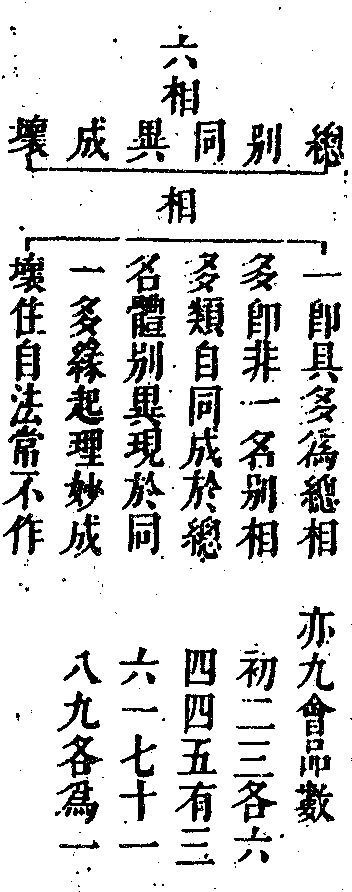 六相
總別同異成壞
相
一即具多爲總相
多即非一名別相
多類自同成於總
名體別異現於同
一多緣起理妙成
壞住自法常不作
亦九會品數
初二三各六
四四五有三
六一七十一
八九各爲一